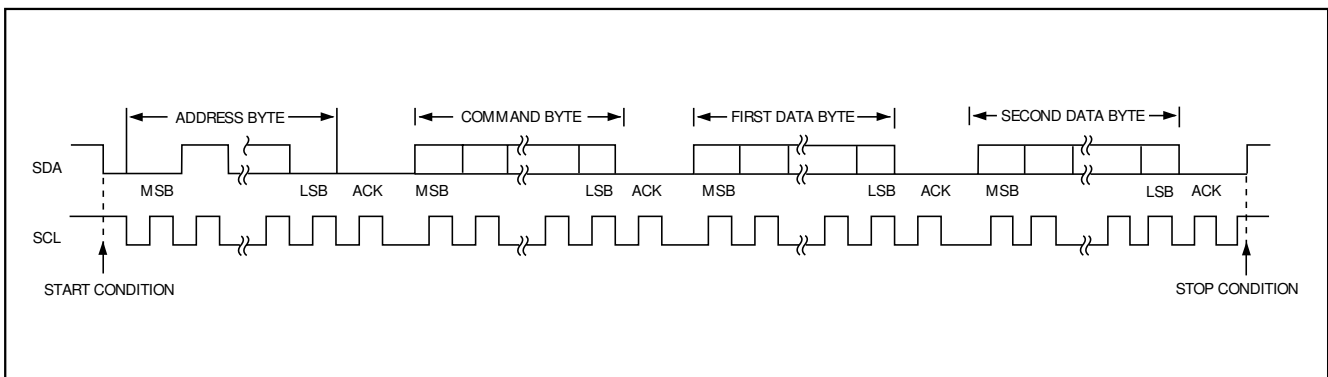 ADDRESS BYTE COMMAND BYTE FIRST DATA BYTE SECOND DATA BYTE
SDA
MSB LSB ACK MSB LSB ACK MSB LSB ACK MSB LSB ACK
SCL
START CONDITION STOP CONDITION